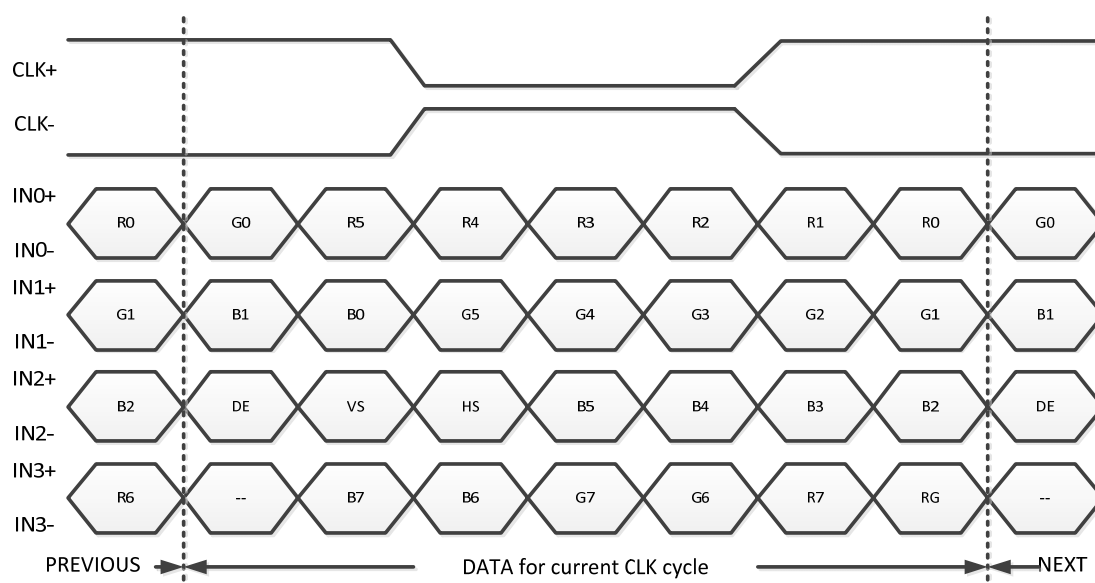 CLK+
CLK-
IN0+
R0 G0 R5 R4 R3 R2 R1 R0 G0
IN0-
IN1+
G1 B1 B0 G5 G4 G3 G2 G1 B1
IN1-
IN2+
B2 DE VS HS B5 B4 B3 B2 DE
IN2-
IN3+
R6 -- B7 B6 G7 G6 R7 RG --
IN3-
PREVIOUS DATA for current CLK cycle NEXT